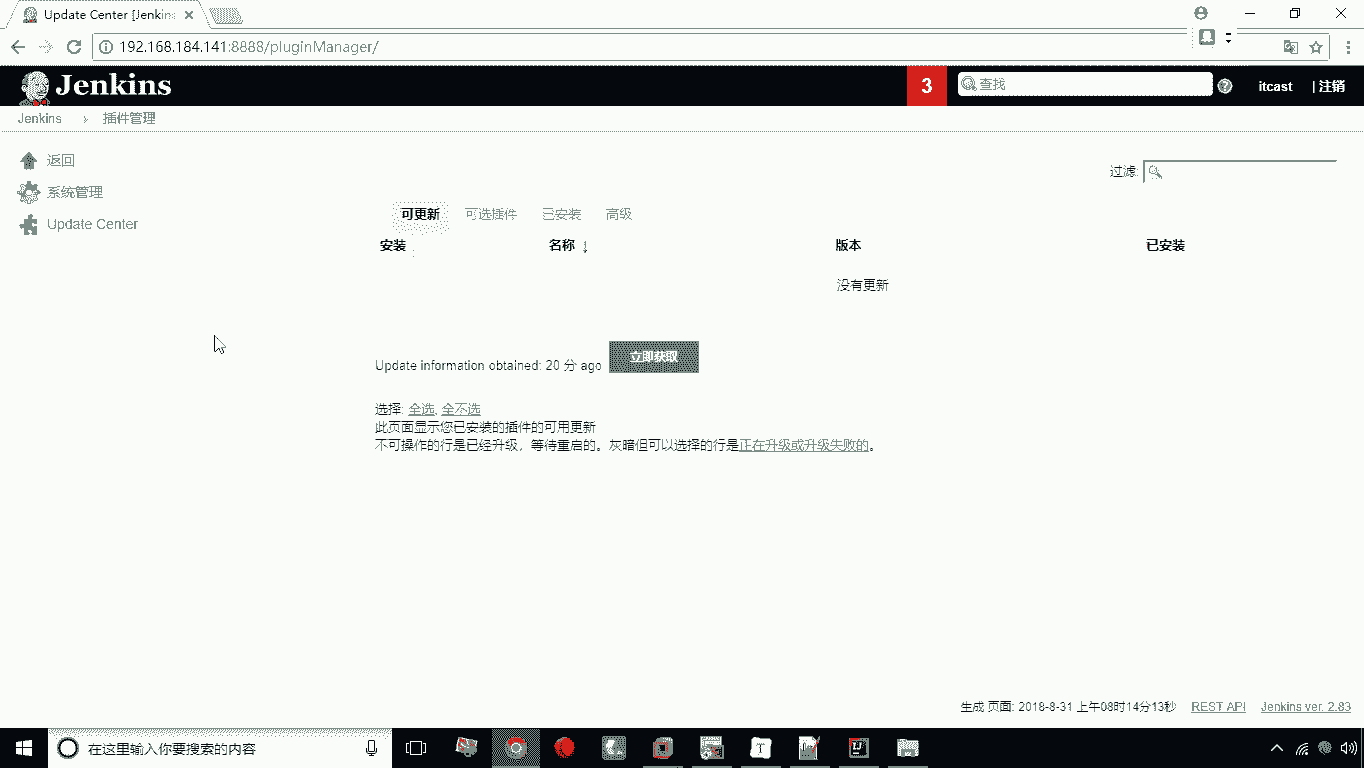 Update Center [Jenkins
192.168.184.141:8888/pluginManager/
Jenkins
3
查找
itcast
| 注销
Jenkins
插件管理
返回
系统管理
Update Center
过滤:
可更新 可选插件 已安装 高级
安装 名称 ↓ 版本 已安装
没有更新
Update information obtained: 20 分 ago 立即获取
选择: 全选, 全不选
此页面显示您已安装的插件的可用更新
不可操作的行是已经升级，等待重启的。灰暗但可以选择的行是正在升级或升级失败的。
生成 页面: 2018-8-31 上午08时14分13秒 REST API Jenkins ver. 2.83
在这里输入你要搜索的内容